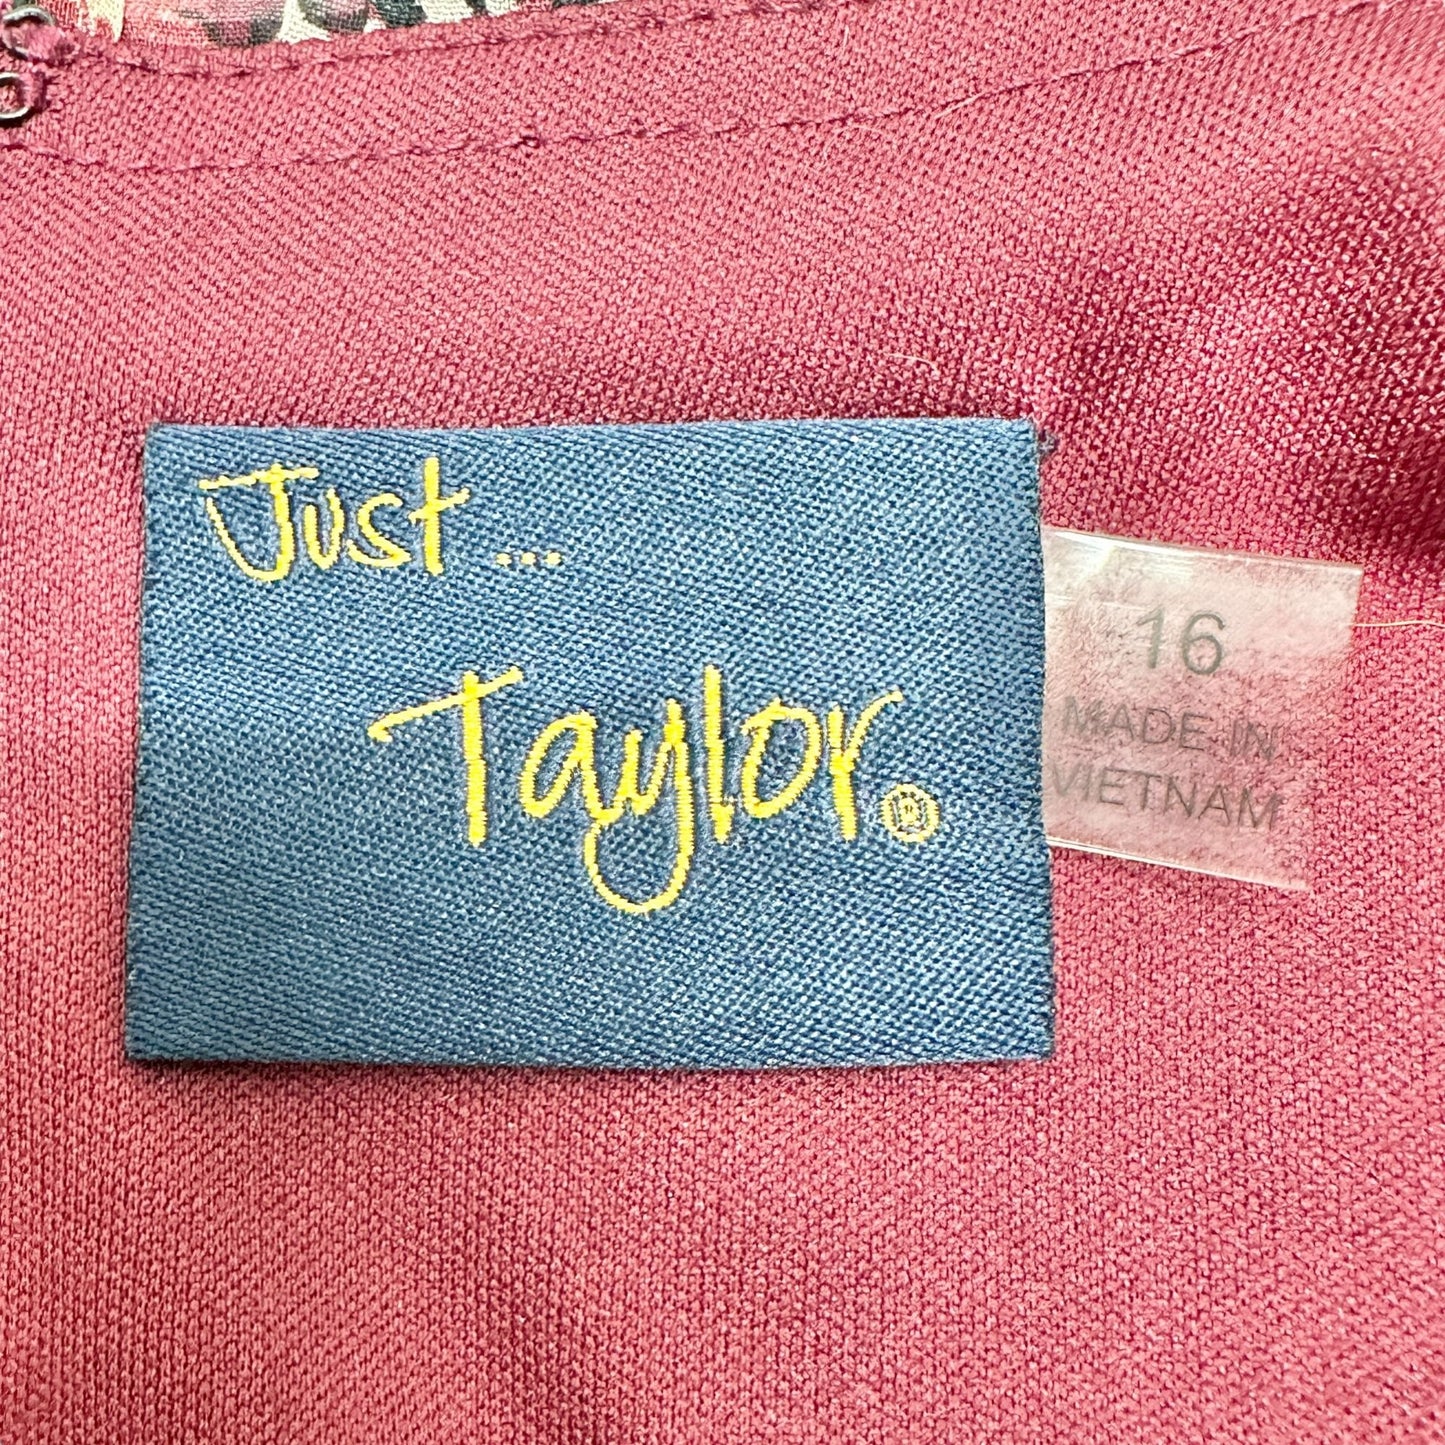 Just ...
Taylor®
16
MADE IN
VIETNAM